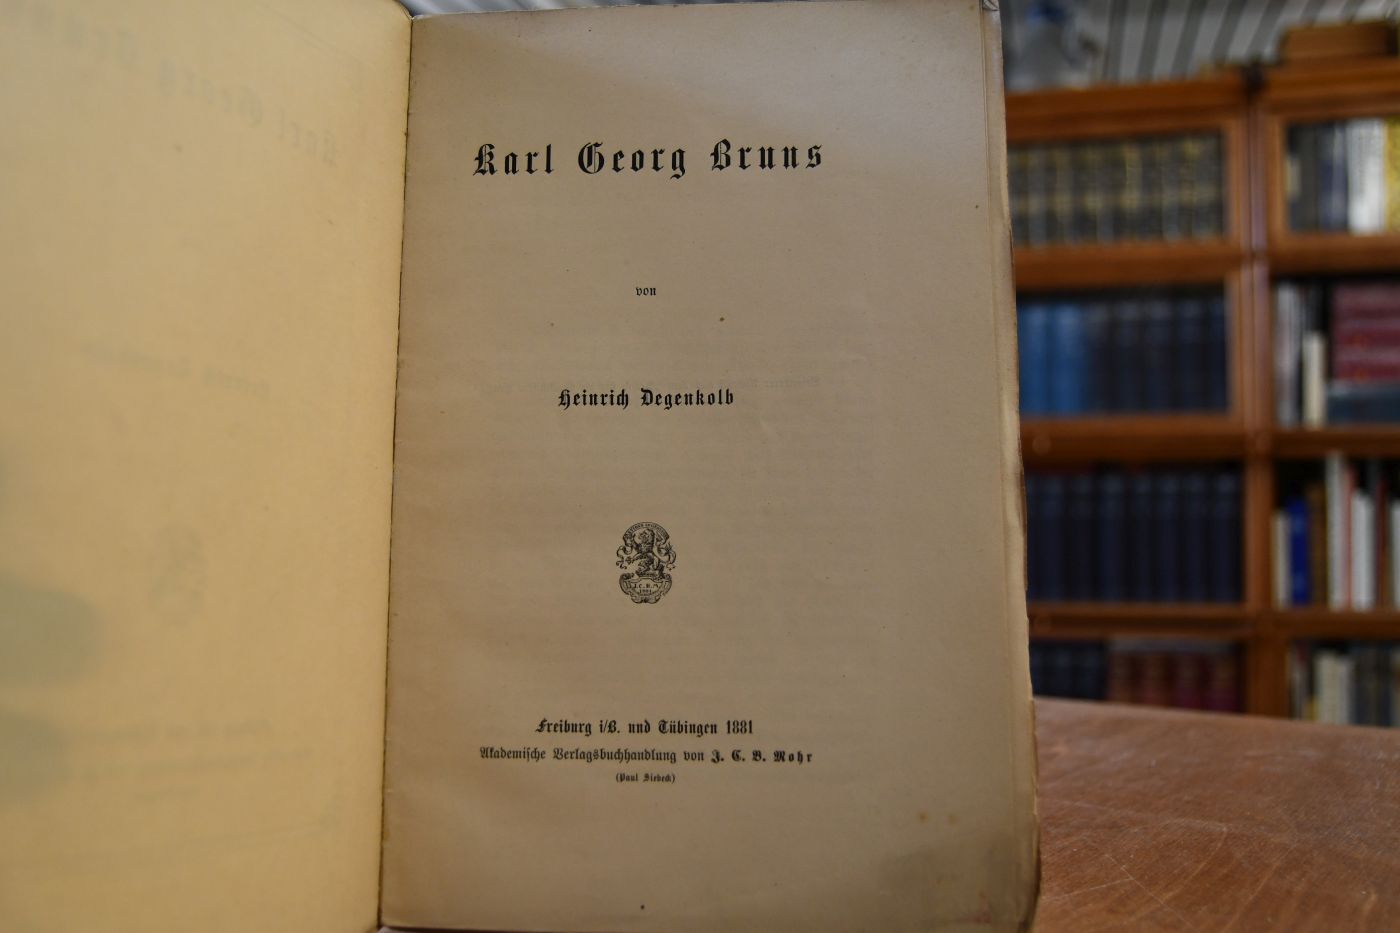 Karl Georg Bruns
von
Heinrich Degenkolb
J. C. B. M.
Freiburg i/B. und Tübingen 1881
Akademische Verlagsbuchhandlung von J. C. B. Mohr
(Paul Siebeck)